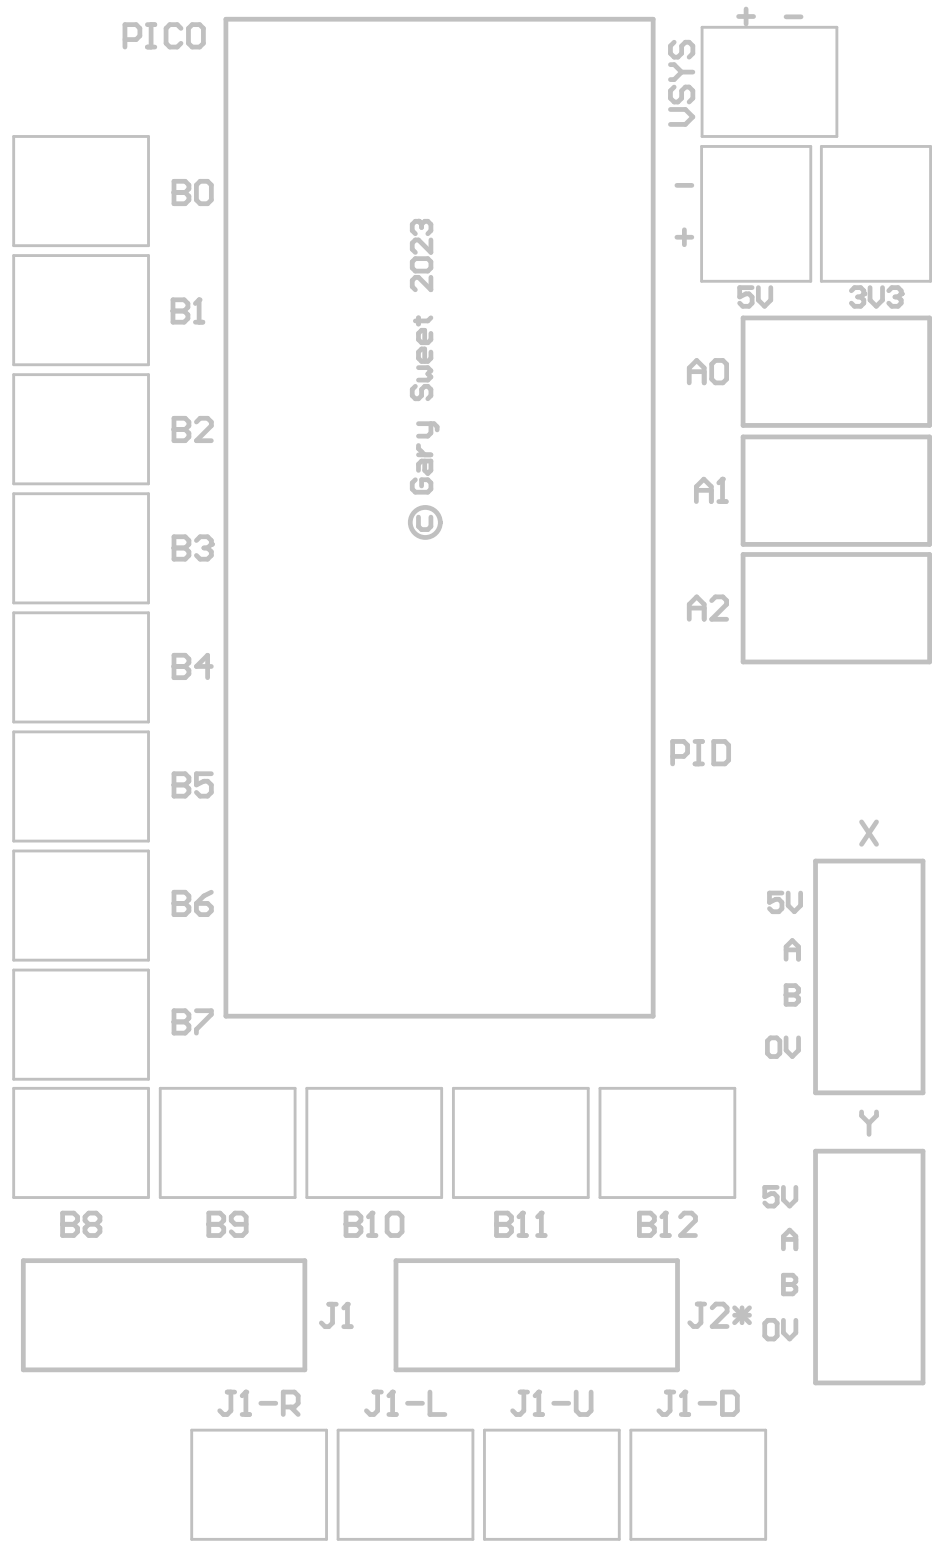 + -
PICO
VSYS
-
+
5V
3V3
B0
B1
B2
B3
B4
B5
B6
B7
© Gary Sweet 2023
A0
A1
A2
PID
X
5V
A
B
0V
Y
5V
A
B
0V
B8 B9 B10 B11 B12
J1 J2*
J1-R J1-L J1-U J1-D